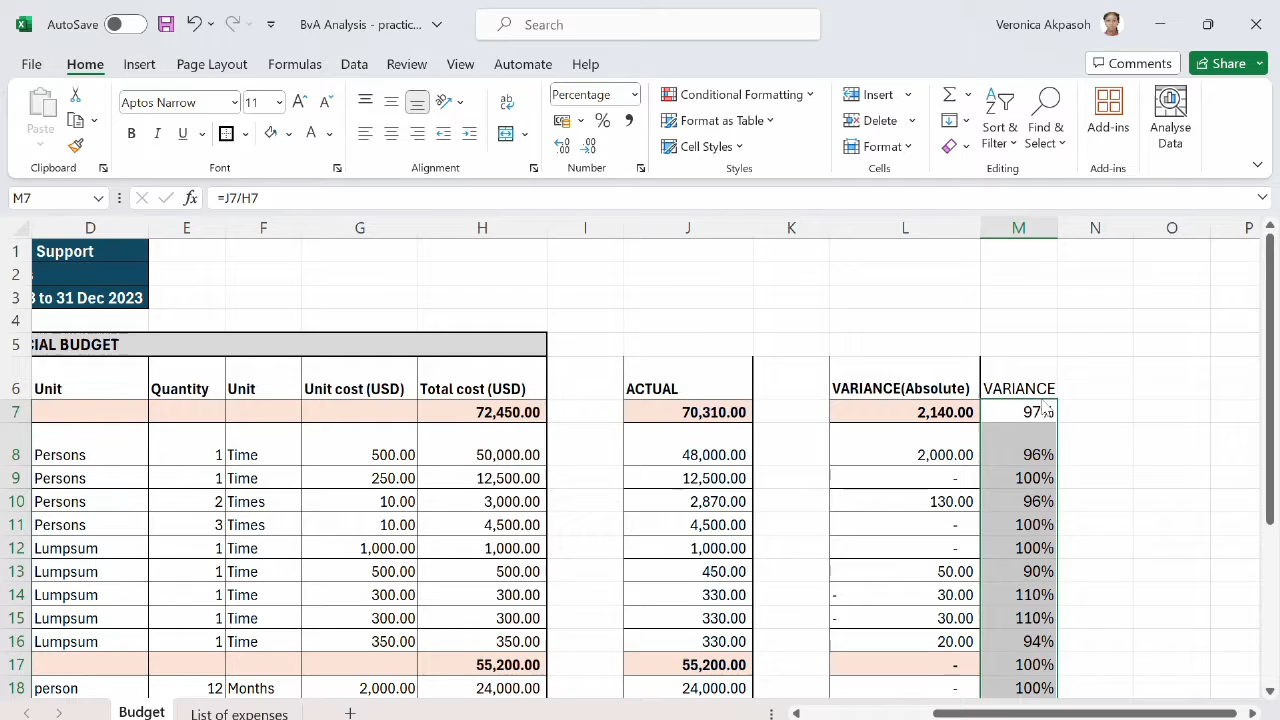 AutoSave
BvA Analysis - practic...
Search
Veronica Akpasoh
File Home Insert Page Layout Formulas Data Review View Automate Help
Comments Share
Paste
Clipboard
Aptos Narrow 11
B I U
Font
Alignment
Percentage
Number
Conditional Formatting
Format as Table
Cell Styles
Styles
Insert
Delete
Format
Cells
Sort & Filter
Find & Select
Editing
Add-ins
Add-ins
Analyse Data
M7 fx =J7/H7
D E F G H I J K L M N O P
1 Support
2
3 3 to 31 Dec 2023
4
5 CIAL BUDGET
6 Unit Quantity Unit Unit cost (USD) Total cost (USD) ACTUAL VARIANCE(Absolute) VARIANCE
7 72,450.00 70,310.00 2,140.00 97%
8 Persons 1 Time 500.00 50,000.00 48,000.00 2,000.00 96%
9 Persons 1 Time 250.00 12,500.00 12,500.00 - 100%
10 Persons 2 Times 10.00 3,000.00 2,870.00 130.00 96%
11 Persons 3 Times 10.00 4,500.00 4,500.00 - 100%
12 Lumpsum 1 Time 1,000.00 1,000.00 1,000.00 - 100%
13 Lumpsum 1 Time 500.00 500.00 450.00 50.00 90%
14 Lumpsum 1 Time 300.00 300.00 330.00 - 30.00 110%
15 Lumpsum 1 Time 300.00 300.00 330.00 - 30.00 110%
16 Lumpsum 1 Time 350.00 350.00 330.00 20.00 94%
17 55,200.00 55,200.00 - 100%
18 person 12 Months 2,000.00 24,000.00 24,000.00 - 100%
Budget List of expenses